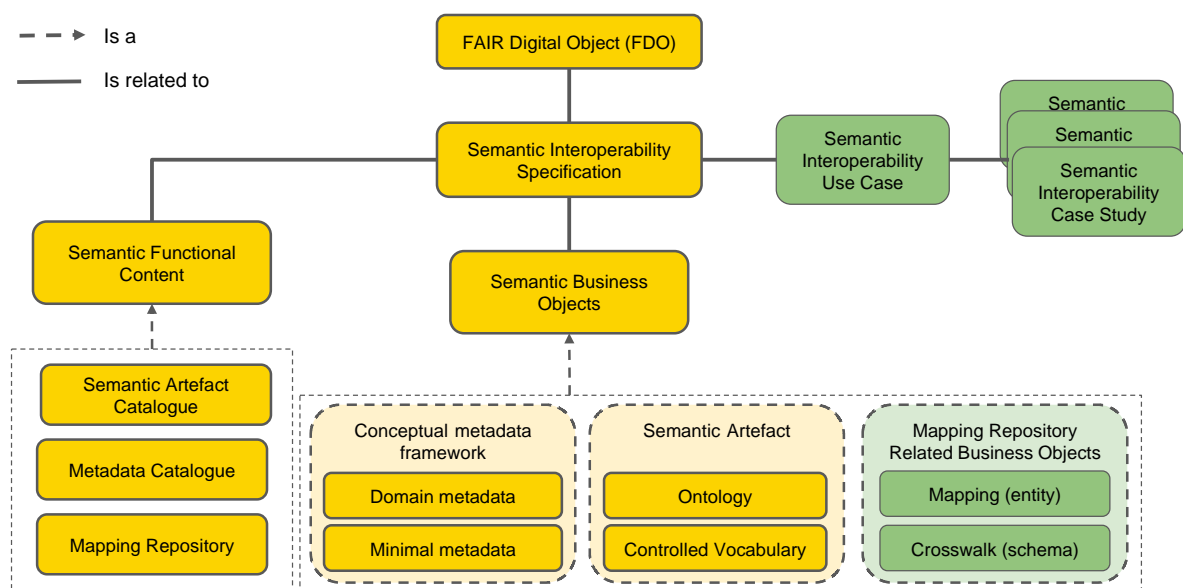 Is a
Is related to
FAIR Digital Object (FDO)
Semantic Interoperability
Specification
Semantic
Interoperability
Use Case
Semantic
Semantic
Semantic
Interoperability
Case Study
Semantic Functional
Content
Semantic Business
Objects
Semantic Artefact
Catalogue
Metadata Catalogue
Mapping Repository
Conceptual metadata
framework
Domain metadata
Minimal metadata
Semantic Artefact
Ontology
Controlled Vocabulary
Mapping Repository
Related Business Objects
Mapping (entity)
Crosswalk (schema)